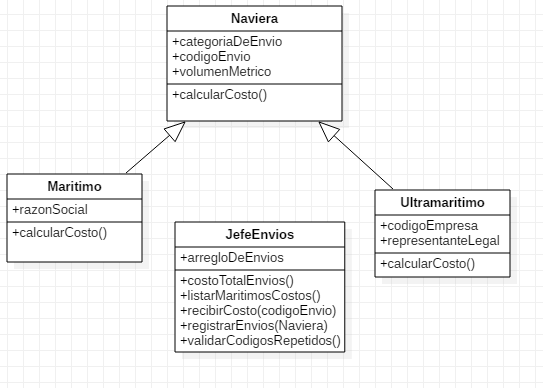 Naviera
+categoriaDeEnvio
+codigoEnvio
+volumenMetrico
+calcularCosto()
Maritimo
+razonSocial
+calcularCosto()
JefeEnvios
+arregloDeEnvios
+costoTotalEnvios()
+listarMaritimosCostos()
+recibirCosto(codigoEnvio)
+registrarEnvios(Naviera)
+validarCodigosRepetidos()
Ultramaritimo
+codigoEmpresa
+representanteLegal
+calcularCosto()